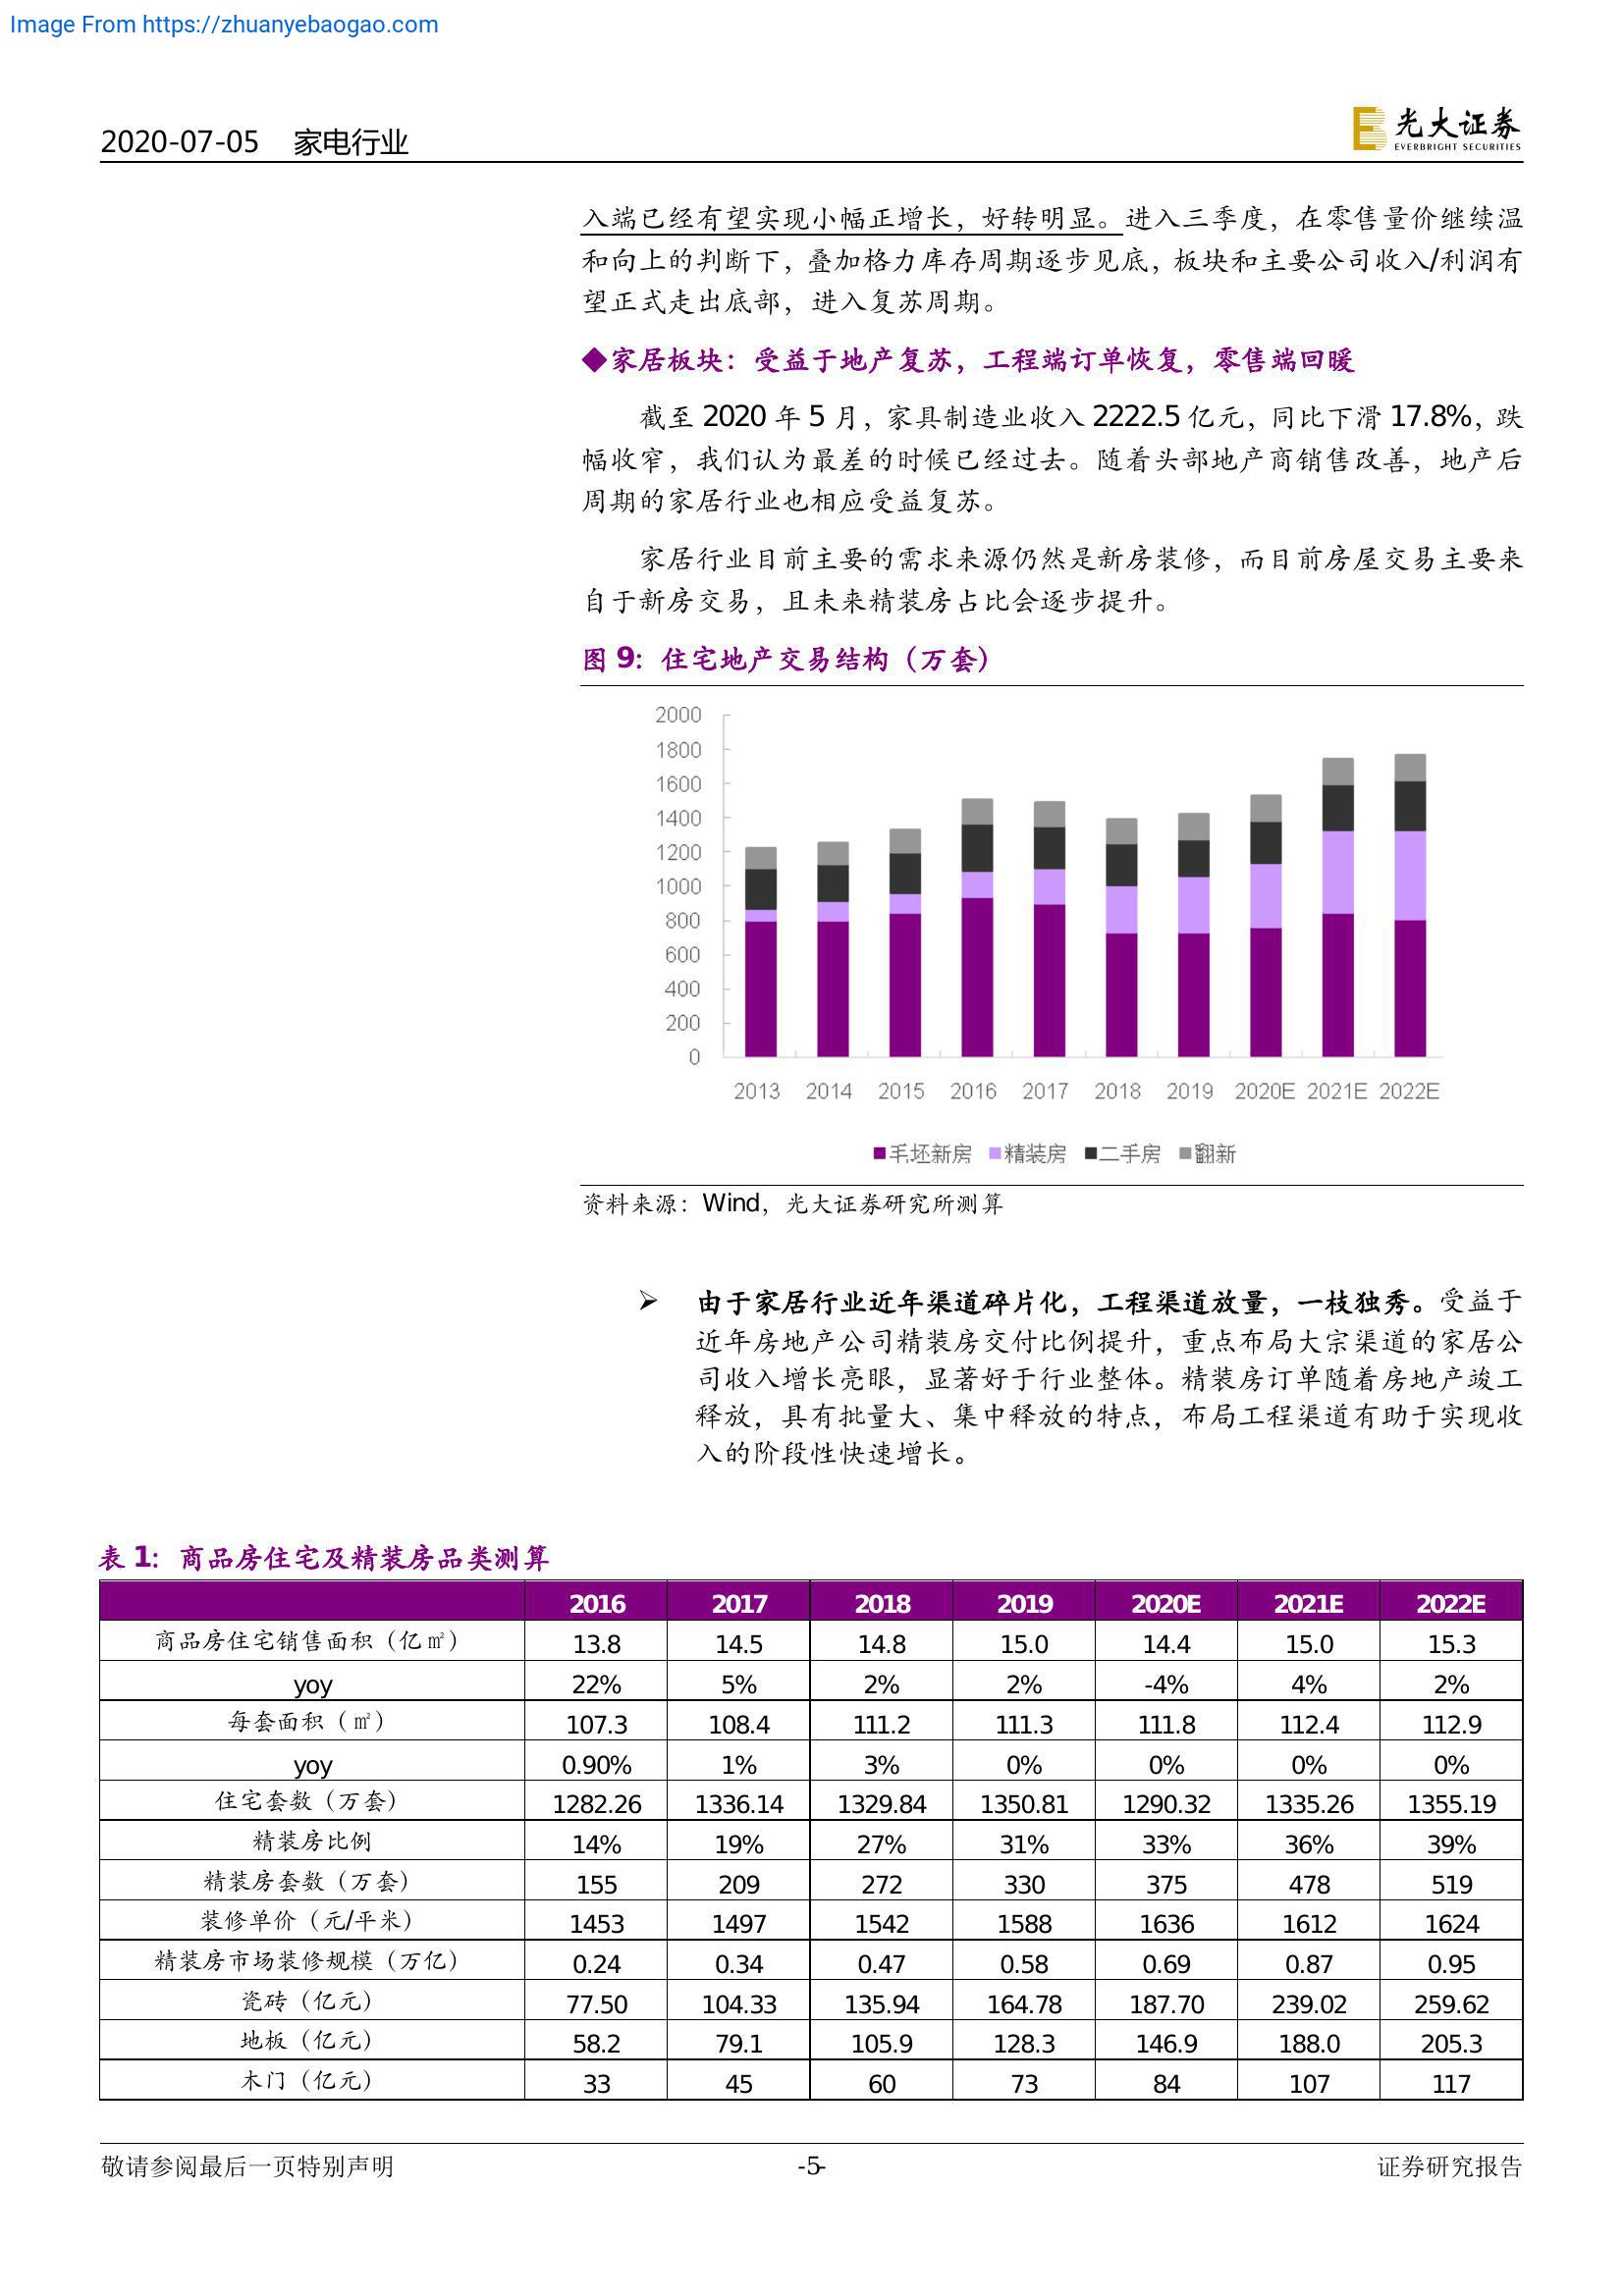 Image From https://zhuanyebaogao.com
2020-07-05 家电行业
光大证券
EVERBRIGHT SECURITIES
入端已经有望实现小幅正增长，好转明显。进入三季度，在零售量价继续温
和向上的判断下，叠加格力库存周期逐步见底，板块和主要公司收入/利润有
望正式走出底部，进入复苏周期。
◆家居板块：受益于地产复苏，工程端订单恢复，零售端回暖
截至 2020 年 5 月，家具制造业收入 2222.5 亿元，同比下滑 17.8%，跌
幅收窄，我们认为最差的时候已经过去。随着头部地产商销售改善，地产后
周期的家居行业也相应受益复苏。
家居行业目前主要的需求来源仍然是新房装修，而目前房屋交易主要来
自于新房交易，且未来精装房占比会逐步提升。
图 9：住宅地产交易结构（万套）
2000
1800
1600
1400
1200
1000
800
600
400
200
0
2013 2014 2015 2016 2017 2018 2019 2020E 2021E 2022E
毛坯新房 精装房 二手房 翻新
资料来源：Wind，光大证券研究所测算
➢ 由于家居行业近年渠道碎片化，工程渠道放量，一枝独秀。受益于
近年房地产公司精装房交付比例提升，重点布局大宗渠道的家居公
司收入增长亮眼，显著好于行业整体。精装房订单随着房地产竣工
释放，具有批量大、集中释放的特点，布局工程渠道有助于实现收
入的阶段性快速增长。
表 1：商品房住宅及精装房品类测算
2016 2017 2018 2019 2020E 2021E 2022E
商品房住宅销售面积（亿㎡） 13.8 14.5 14.8 15.0 14.4 15.0 15.3
yoy 22% 5% 2% 2% -4% 4% 2%
每套面积（㎡） 107.3 108.4 111.2 111.3 111.8 112.4 112.9
yoy 0.90% 1% 3% 0% 0% 0% 0%
住宅套数（万套） 1282.26 1336.14 1329.84 1350.81 1290.32 1335.26 1355.19
精装房比例 14% 19% 27% 31% 33% 36% 39%
精装房套数（万套） 155 209 272 330 375 478 519
装修单价（元/平米） 1453 1497 1542 1588 1636 1612 1624
精装房市场装修规模（万亿） 0.24 0.34 0.47 0.58 0.69 0.87 0.95
瓷砖（亿元） 77.50 104.33 135.94 164.78 187.70 239.02 259.62
地板（亿元） 58.2 79.1 105.9 128.3 146.9 188.0 205.3
木门（亿元） 33 45 60 73 84 107 117
敬请参阅最后一页特别声明 -5- 证券研究报告